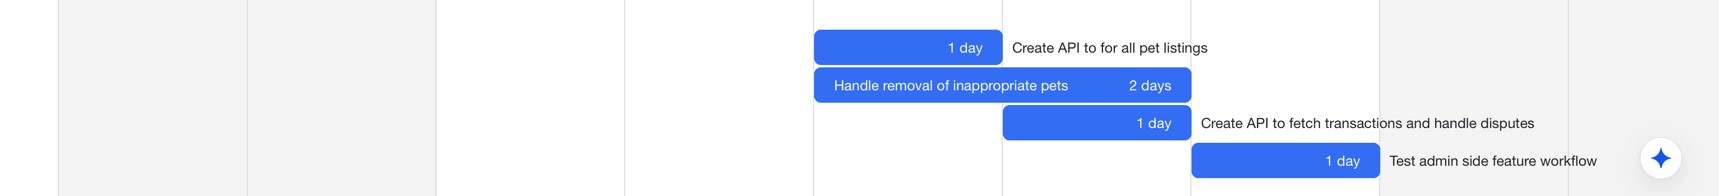 1 day Create API to for all pet listings
Handle removal of inappropriate pets 2 days
1 day Create API to fetch transactions and handle disputes
1 day Test admin side feature workflow